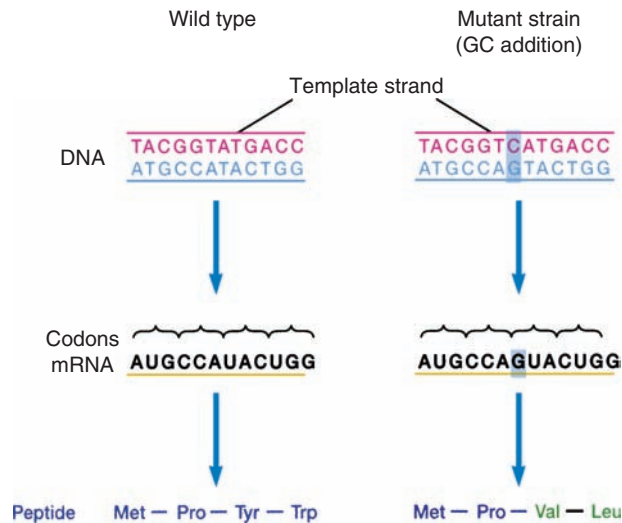 Wild type Mutant strain
(GC addition)
Template strand
DNA TACGGTATGACC TACGGTCATGACC
ATGCCATACTGG ATGCCAGTACTGG
Codons
mRNA AUGCCAUACUGG AUGCCAGUACUGG
Peptide Met — Pro — Tyr — Trp Met — Pro — Val — Leu